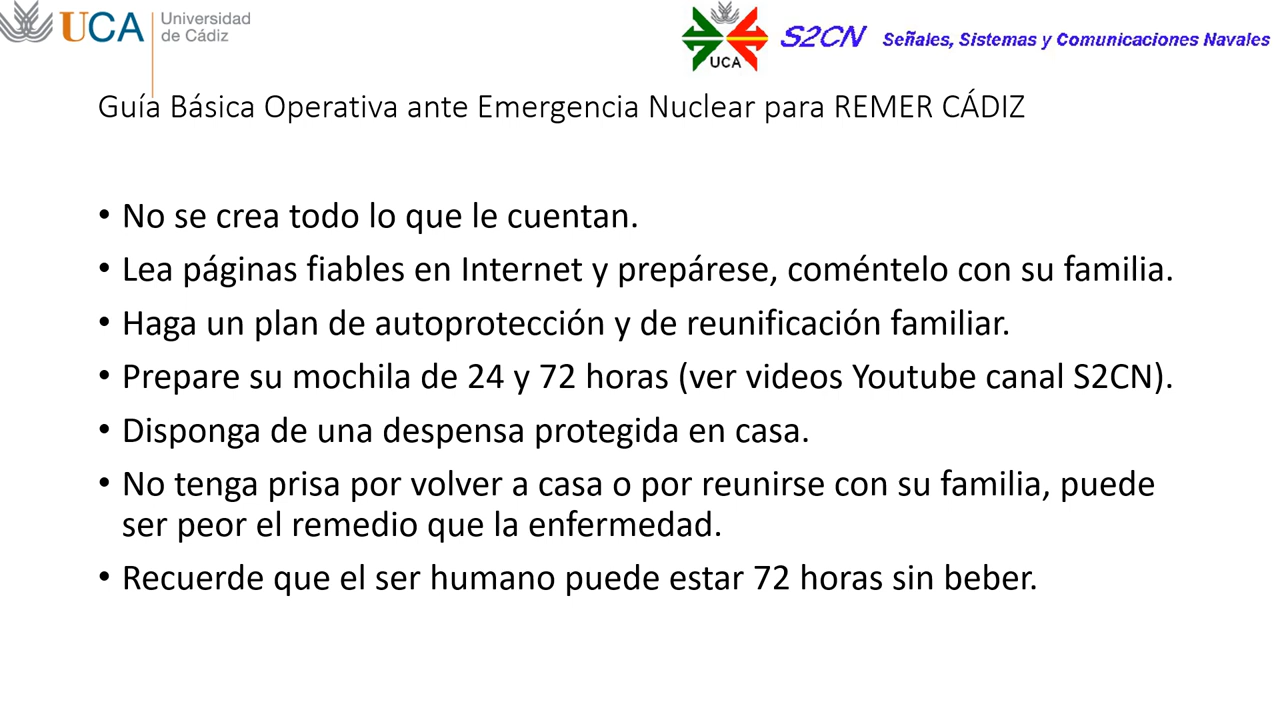 UCA Universidad
de Cádiz
UCA
S2CN Señales, Sistemas y Comunicaciones Navales
Guía Básica Operativa ante Emergencia Nuclear para REMER CÁDIZ
• No se crea todo lo que le cuentan.
• Lea páginas fiables en Internet y prepárese, coméntelo con su familia.
• Haga un plan de autoprotección y de reunificación familiar.
• Prepare su mochila de 24 y 72 horas (ver videos Youtube canal S2CN).
• Disponga de una despensa protegida en casa.
• No tenga prisa por volver a casa o por reunirse con su familia, puede
ser peor el remedio que la enfermedad.
• Recuerde que el ser humano puede estar 72 horas sin beber.